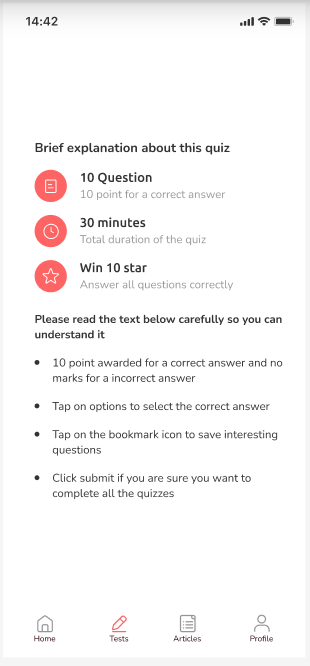 14:42
Brief explanation about this quiz
10 Question
10 point for a correct answer
30 minutes
Total duration of the quiz
Win 10 star
Answer all questions correctly
Please read the text below carefully so you can
understand it
10 point awarded for a correct answer and no
marks for a incorrect answer
Tap on options to select the correct answer
Tap on the bookmark icon to save interesting
questions
Click submit if you are sure you want to
complete all the quizzes
Home Tests Articles Profile